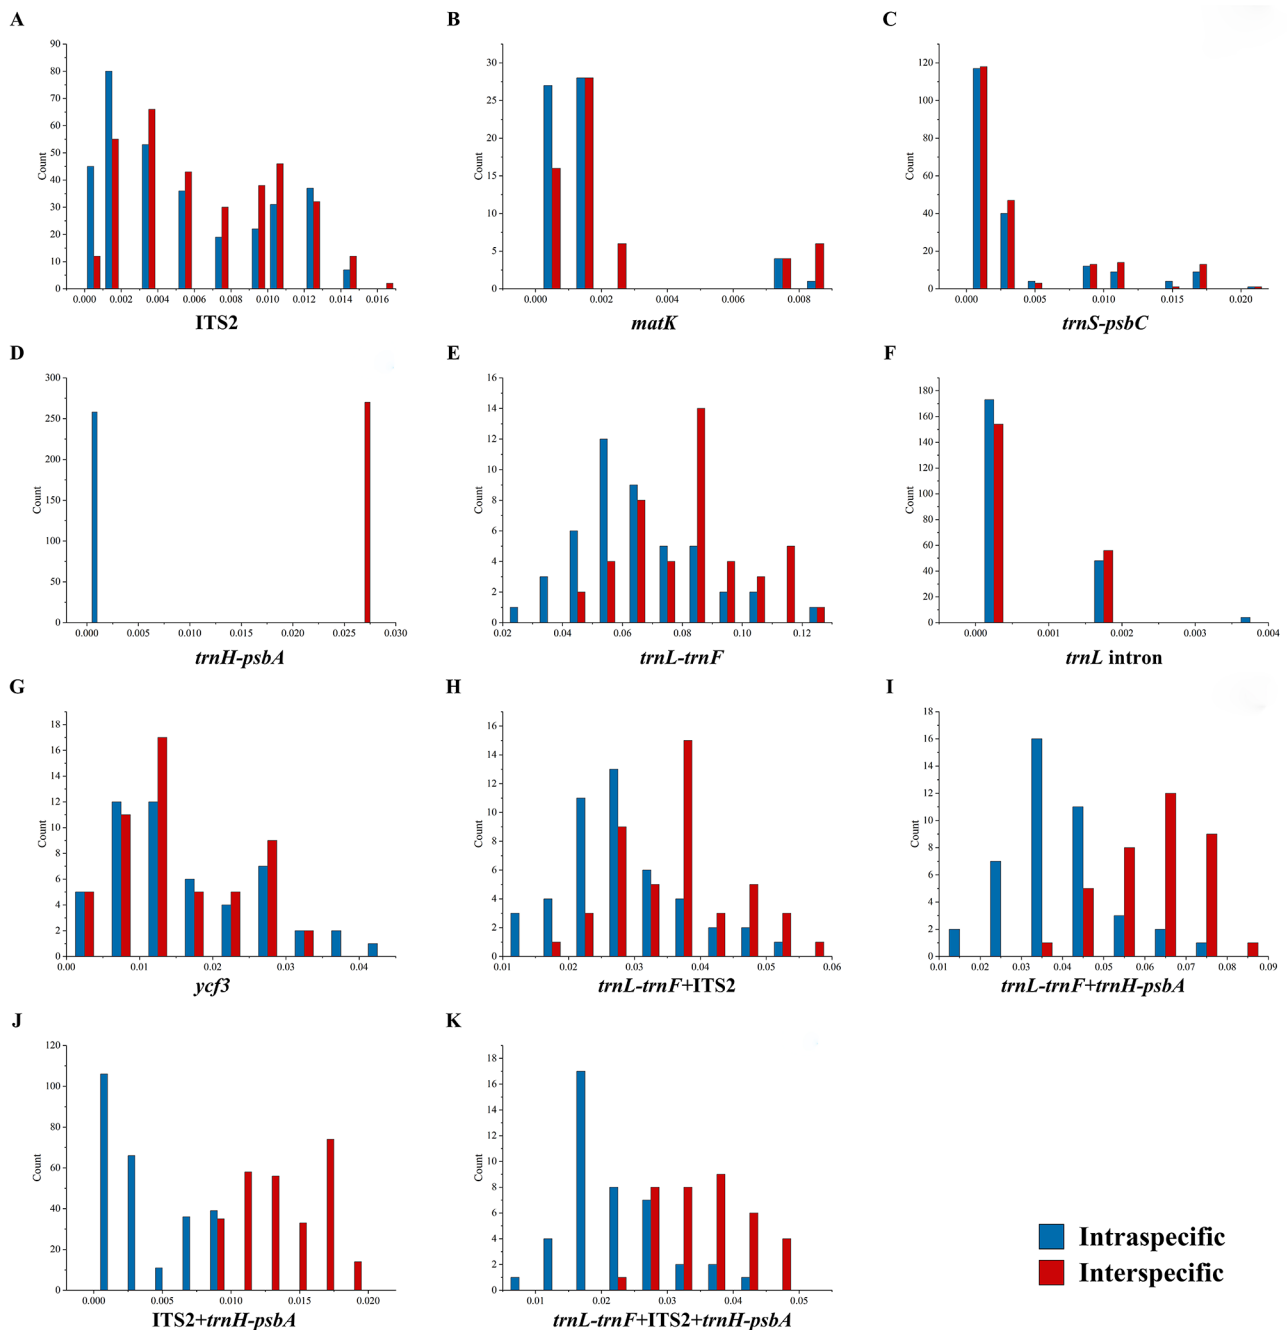 A
90
80
70
60
50
40
30
20
10
0
Count
0.000 0.002 0.004 0.006 0.008 0.010 0.012 0.014 0.016
ITS2
B
30
25
20
15
10
5
0
Count
0.000 0.002 0.004 0.006 0.008
matK
C
120
100
80
60
40
20
0
Count
0.000 0.005 0.010 0.015 0.020
trnS-psbC
D
300
250
200
150
100
50
0
Count
0.000 0.005 0.010 0.015 0.020 0.025 0.030
trnH-psbA
E
16
14
12
10
8
6
4
2
0
Count
0.02 0.04 0.06 0.08 0.10 0.12
trnL-trnF
F
180
160
140
120
100
80
60
40
20
0
Count
0.000 0.001 0.002 0.003 0.004
trnL intron
G
18
16
14
12
10
8
6
4
2
0
Count
0.00 0.01 0.02 0.03 0.04
ycf3
H
16
14
12
10
8
6
4
2
0
Count
0.01 0.02 0.03 0.04 0.05 0.06
trnL-trnF+ITS2
I
18
16
14
12
10
8
6
4
2
0
Count
0.01 0.02 0.03 0.04 0.05 0.06 0.07 0.08 0.09
trnL-trnF+trnH-psbA
J
120
100
80
60
40
20
0
Count
0.000 0.005 0.010 0.015 0.020
ITS2+trnH-psbA
K
18
16
14
12
10
8
6
4
2
0
Count
0.01 0.02 0.03 0.04 0.05
trnL-trnF+ITS2+trnH-psbA
Intraspecific
Interspecific